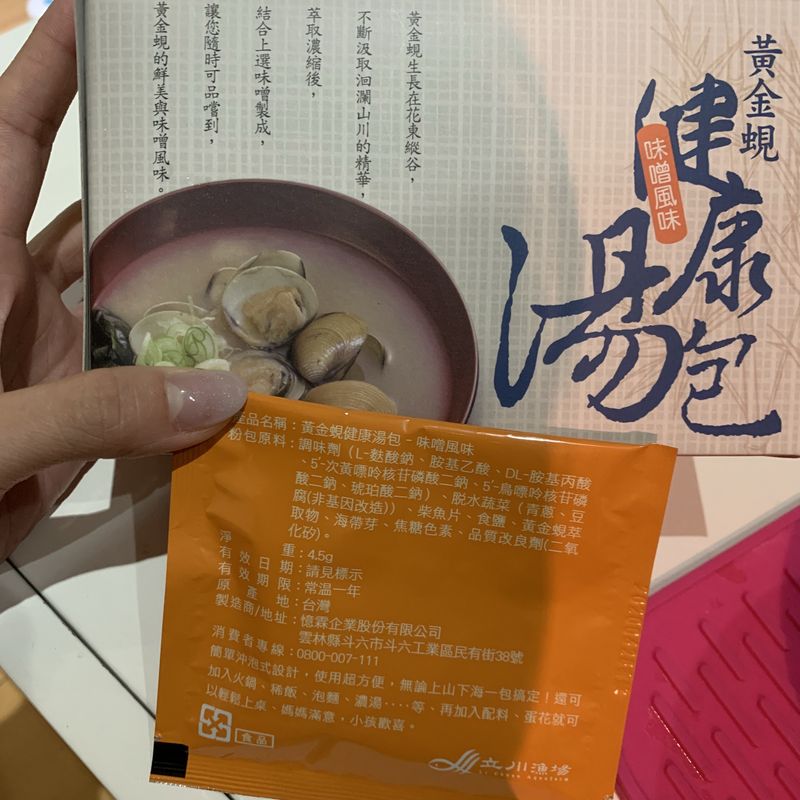 黃金蜆
健康
湯包
味噌風味
黃金蜆生長在花東縱谷，
不斷汲取洄瀾山川的精華，
萃取濃缩後，
結合上選味噌製成，
讓您隨時可品嚐到，
黃金蜆的鮮美與味噌風味。
產品名稱：黃金蜆健康湯包－味噌風味
粉包原料：調味劑（L-麩酸鈉、胺基乙酸、DL-胺基丙酸
、5'-次黃嘌呤核苷磷酸二鈉、5'-鳥嘌呤核苷磷
酸二鈉、琥珀酸二鈉）、脫水蔬菜（青蔥、豆
腐(非基因改造)）、柴魚片、食鹽、黃金蜆萃
取物、海帶芽、焦糖色素、品質改良劑(二氧
化矽)。
淨重：4.5g
有效日期：請見標示
有效期限：常温一年
原產地：台灣
製造商/地址：憶霖企業股份有限公司
雲林縣斗六市斗六工業區民有街38號
消費者專線：0800-007-111
簡單沖泡式設計，使用超方便，無論上山下海一包搞定！還可
加入火鍋、稀飯、泡麵、濃湯‥‥等、再加入配料、蛋花就可
以輕鬆上桌、媽媽滿意，小孩歡喜。
食品
立川漁場